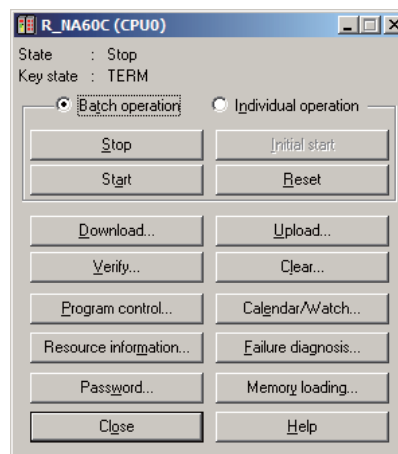 R_NA60C (CPU0)
State : Stop
Key state : TERM
Batch operation Individual operation
Stop Initial start
Start Reset
Download... Upload...
Verify... Clear...
Program control... Calendar/Watch...
Resource information... Failure diagnosis...
Password... Memory loading...
Close Help